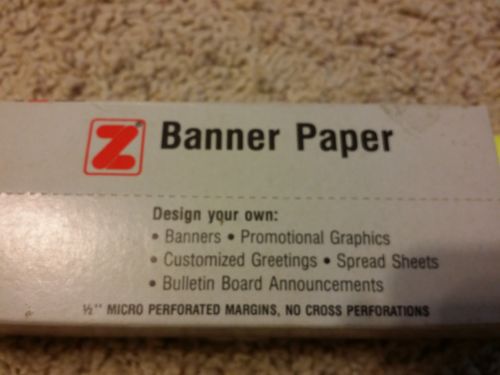 Z Banner Paper
Design your own:
• Banners • Promotional Graphics
• Customized Greetings • Spread Sheets
• Bulletin Board Announcements
½" MICRO PERFORATED MARGINS, NO CROSS PERFORATIONS